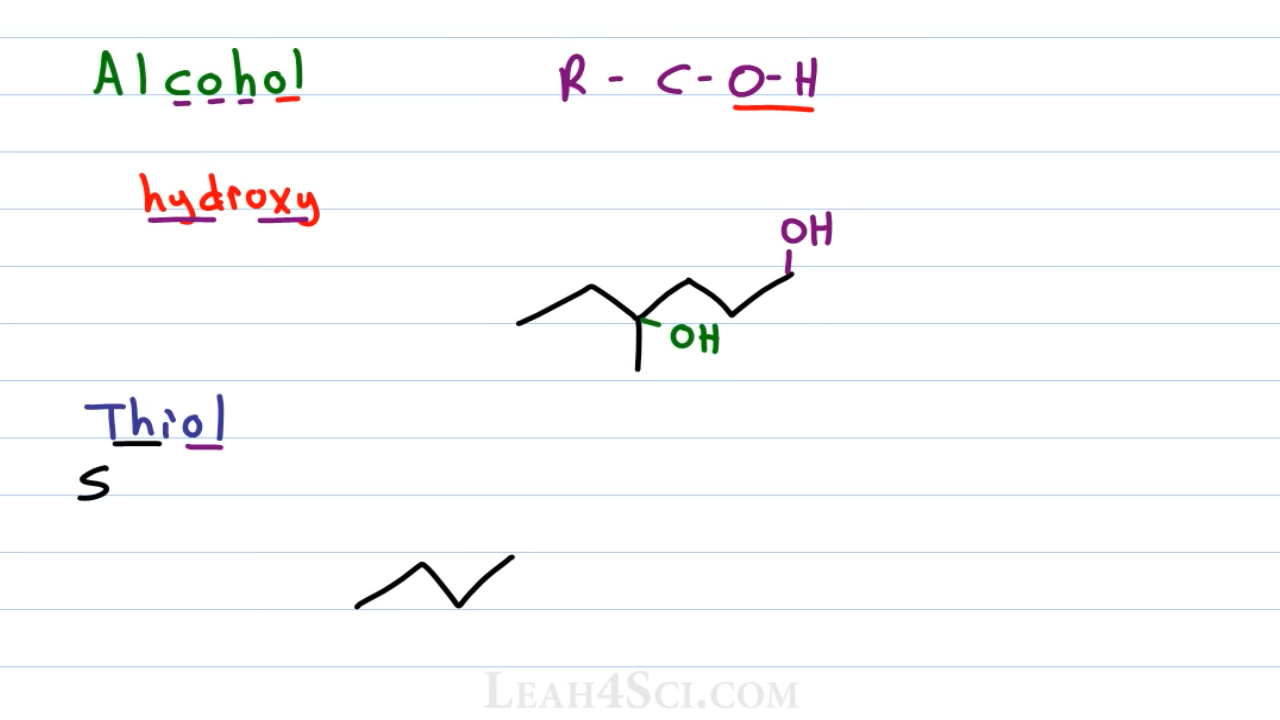 Alcohol R - C - O - H
hydroxy
OH
OH
Thiol
S
LEAH4SCI.COM